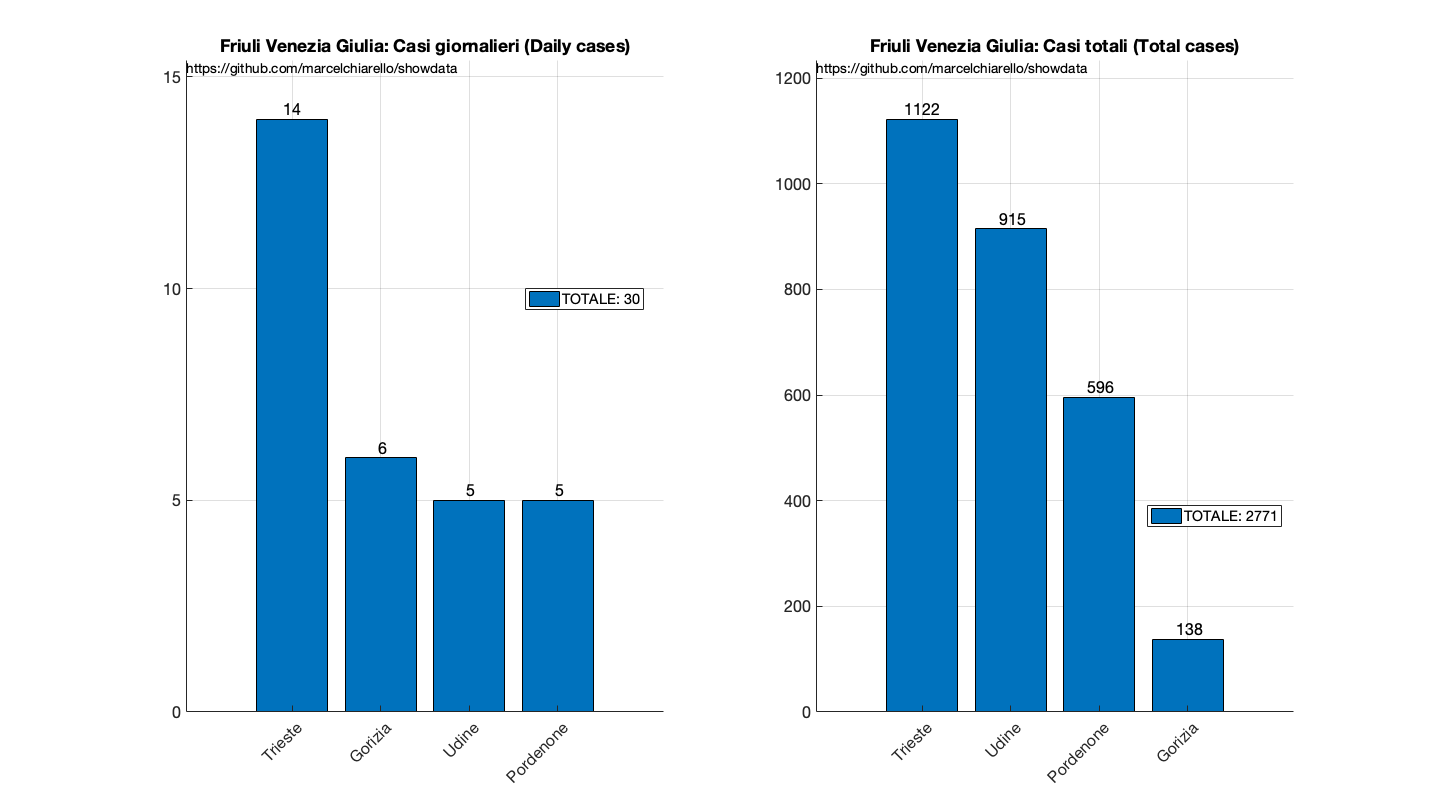 Friuli Venezia Giulia: Casi giornalieri (Daily cases)
https://github.com/marcelchiarello/showdata
15
10
5
0
14
6
5
5
TOTALE: 30
Trieste
Gorizia
Udine
Pordenone
Friuli Venezia Giulia: Casi totali (Total cases)
https://github.com/marcelchiarello/showdata
1200
1000
800
600
400
200
0
1122
915
596
138
TOTALE: 2771
Trieste
Udine
Pordenone
Gorizia